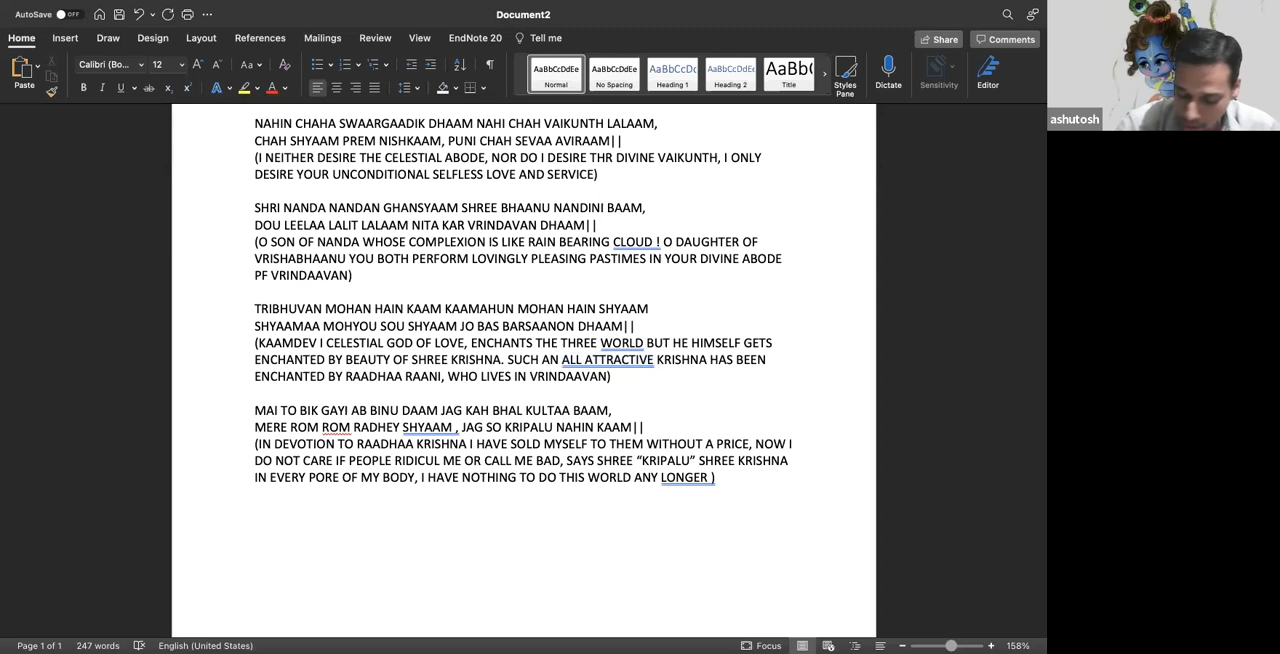 AutoSave OFF
Document2
Home Insert Draw Design Layout References Mailings Review View EndNote 20 Tell me Share Comments
Paste Calibri (Bo... 12 Aa AaBbCcDdEe AaBbCcDdEe AaBbCcDc AaBbCcDdEe AaBb(
Normal No Spacing Heading 1 Heading 2 Title Styles Pane Dictate Sensitivity Editor
ashutosh
NAHIN CHAHA SWAARGAADIK DHAAM NAHI CHAH VAIKUNTH LALAAM,
CHAH SHYAAM PREM NISHKAAM, PUNI CHAH SEVAA AVIRAAM||
(I NEITHER DESIRE THE CELESTIAL ABODE, NOR DO I DESIRE THR DIVINE VAIKUNTH, I ONLY
DESIRE YOUR UNCONDITIONAL SELFLESS LOVE AND SERVICE)
SHRI NANDA NANDAN GHANSYAAM SHREE BHAANU NANDINI BAAM,
DOU LEELAA LALIT LALAAM NITA KAR VRINDAVAN DHAAM||
(O SON OF NANDA WHOSE COMPLEXION IS LIKE RAIN BEARING CLOUD ! O DAUGHTER OF
VRISHABHAANU YOU BOTH PERFORM LOVINGLY PLEASING PASTIMES IN YOUR DIVINE ABODE
PF VRINDAAVAN)
TRIBHUVAN MOHAN HAIN KAAM KAAMAHUN MOHAN HAIN SHYAAM
SHYAAMAA MOHYOU SOU SHYAAM JO BAS BARSAANON DHAAM||
(KAAMDEV I CELESTIAL GOD OF LOVE, ENCHANTS THE THREE WORLD BUT HE HIMSELF GETS
ENCHANTED BY BEAUTY OF SHREE KRISHNA. SUCH AN ALL ATTRACTIVE KRISHNA HAS BEEN
ENCHANTED BY RAADHAA RAANI, WHO LIVES IN VRINDAAVAN)
MAI TO BIK GAYI AB BINU DAAM JAG KAH BHAL KULTAA BAAM,
MERE ROM ROM RADHEY SHYAAM , JAG SO KRIPALU NAHIN KAAM||
(IN DEVOTION TO RAADHAA KRISHNA I HAVE SOLD MYSELF TO THEM WITHOUT A PRICE, NOW I
DO NOT CARE IF PEOPLE RIDICUL ME OR CALL ME BAD, SAYS SHREE “KRIPALU” SHREE KRISHNA
IN EVERY PORE OF MY BODY, I HAVE NOTHING TO DO THIS WORLD ANY LONGER )
Page 1 of 1 247 words English (United States) Focus 158%